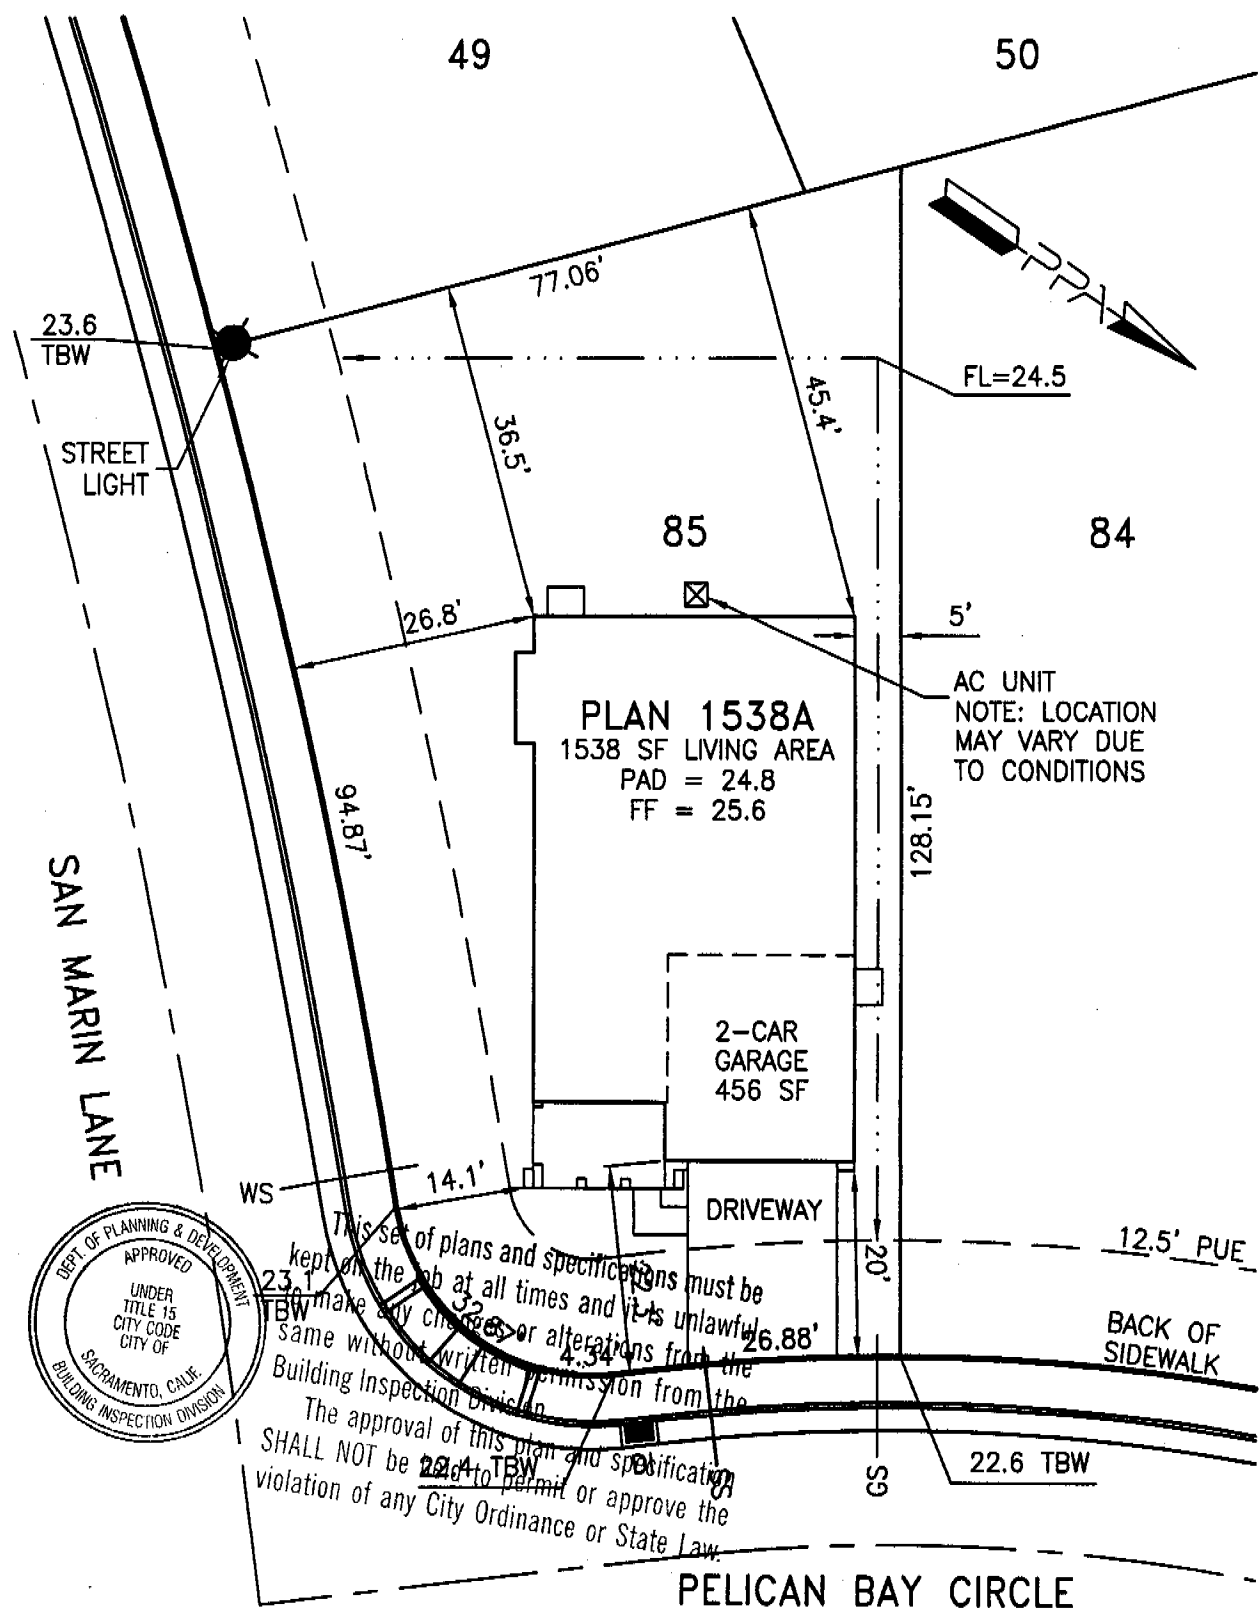 49
50
77.06'
23.6
TBW
FL=24.5
45.4'
36.5'
STREET
LIGHT
85
84
26.8'
5'
AC UNIT
NOTE: LOCATION
MAY VARY DUE
TO CONDITIONS
PLAN 1538A
1538 SF LIVING AREA
PAD = 24.8
FF = 25.6
94.87'
128.15'
SAN MARIN LANE
2-CAR
GARAGE
456 SF
WS
14.1'
DRIVEWAY
12.5' PUE
20'
23.1
TBW
32.8
4.34'
26.88'
BACK OF
SIDEWALK
22.4 TBW
DI
SS
SG
22.6 TBW
PELICAN BAY CIRCLE
DEPT. OF PLANNING & DEVELOPMENT
APPROVED
UNDER
TITLE 15
CITY CODE
CITY OF
SACRAMENTO, CALIF.
BUILDING INSPECTION DIVISION
This set of plans and specifications must be
kept on the job at all times and it is unlawful
to make any changes or alterations from the
same without written permission from the
Building Inspection Division.
The approval of this plan and specification
SHALL NOT be held to permit or approve the
violation of any City Ordinance or State Law.